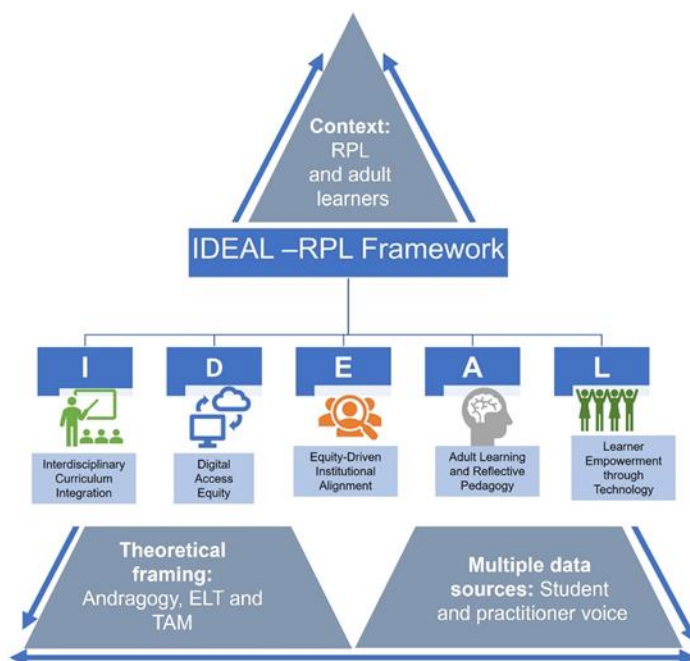 Context:
RPL
and adult
learners
IDEAL –RPL Framework
I
D
E
A
L
Interdisciplinary
Curriculum
Integration
Digital
Access
Equity
Equity-Driven
Institutional
Alignment
Adult Learning
and Reflective
Pedagogy
Learner
Empowerment
through
Technology
Theoretical
framing:
Andragogy, ELT and
TAM
Multiple data
sources: Student
and practitioner voice